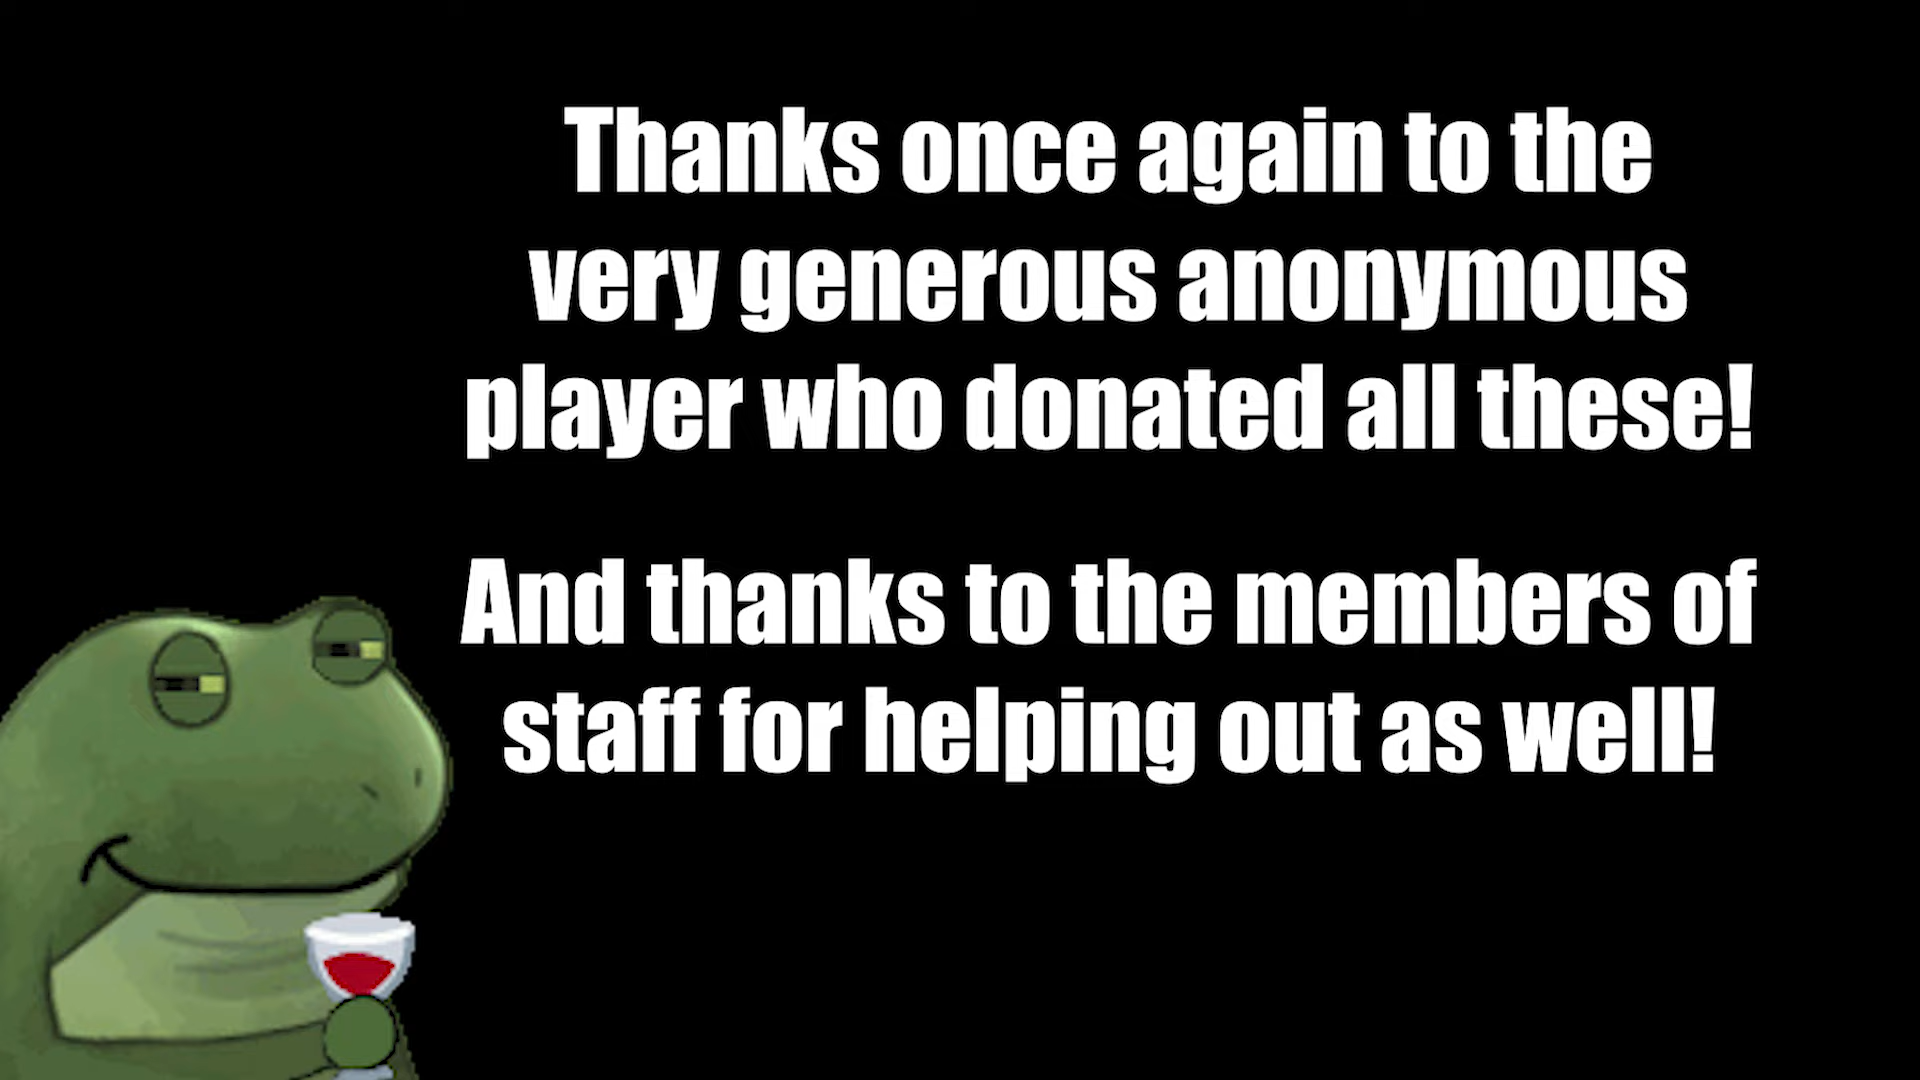 Thanks once again to the
very generous anonymous
player who donated all these!
And thanks to the members of
staff for helping out as well!